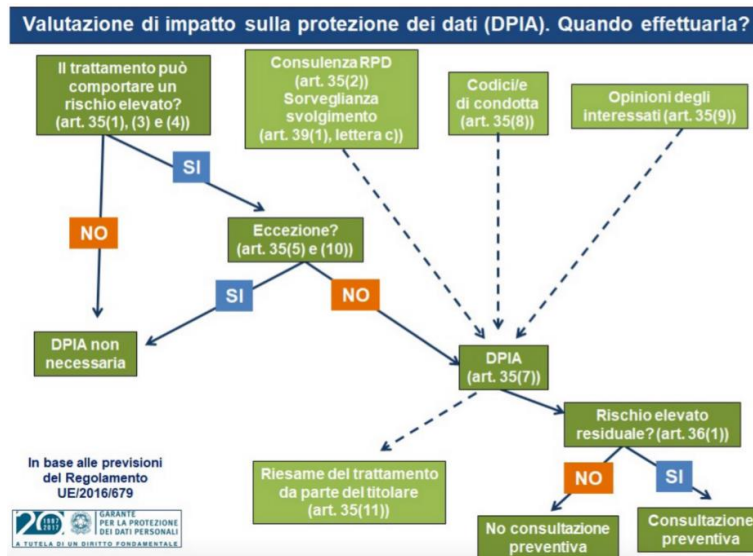 Valutazione di impatto sulla protezione dei dati (DPIA). Quando effettuarla?
Il trattamento può
comportare un
rischio elevato?
(art. 35(1), (3) e (4))
Consulenza RPD
(art. 35(2))
Sorveglianza
svolgimento
(art. 39(1), lettera c))
Codici/e
di condotta
(art. 35(8))
Opinioni degli
interessati (art. 35(9))
SI
NO
Eccezione?
(art. 35(5) e (10))
SI
NO
DPIA non
necessaria
DPIA
(art. 35(7))
Rischio elevato
residuale? (art. 36(1))
In base alle previsioni
del Regolamento
UE/2016/679
Riesame del trattamento
da parte del titolare
(art. 35(11))
NO
SI
No consultazione
preventiva
Consultazione
preventiva
20
1997
2017
GARANTE
PER LA PROTEZIONE
DEI DATI PERSONALI
A TUTELA DI UN DIRITTO FONDAMENTALE